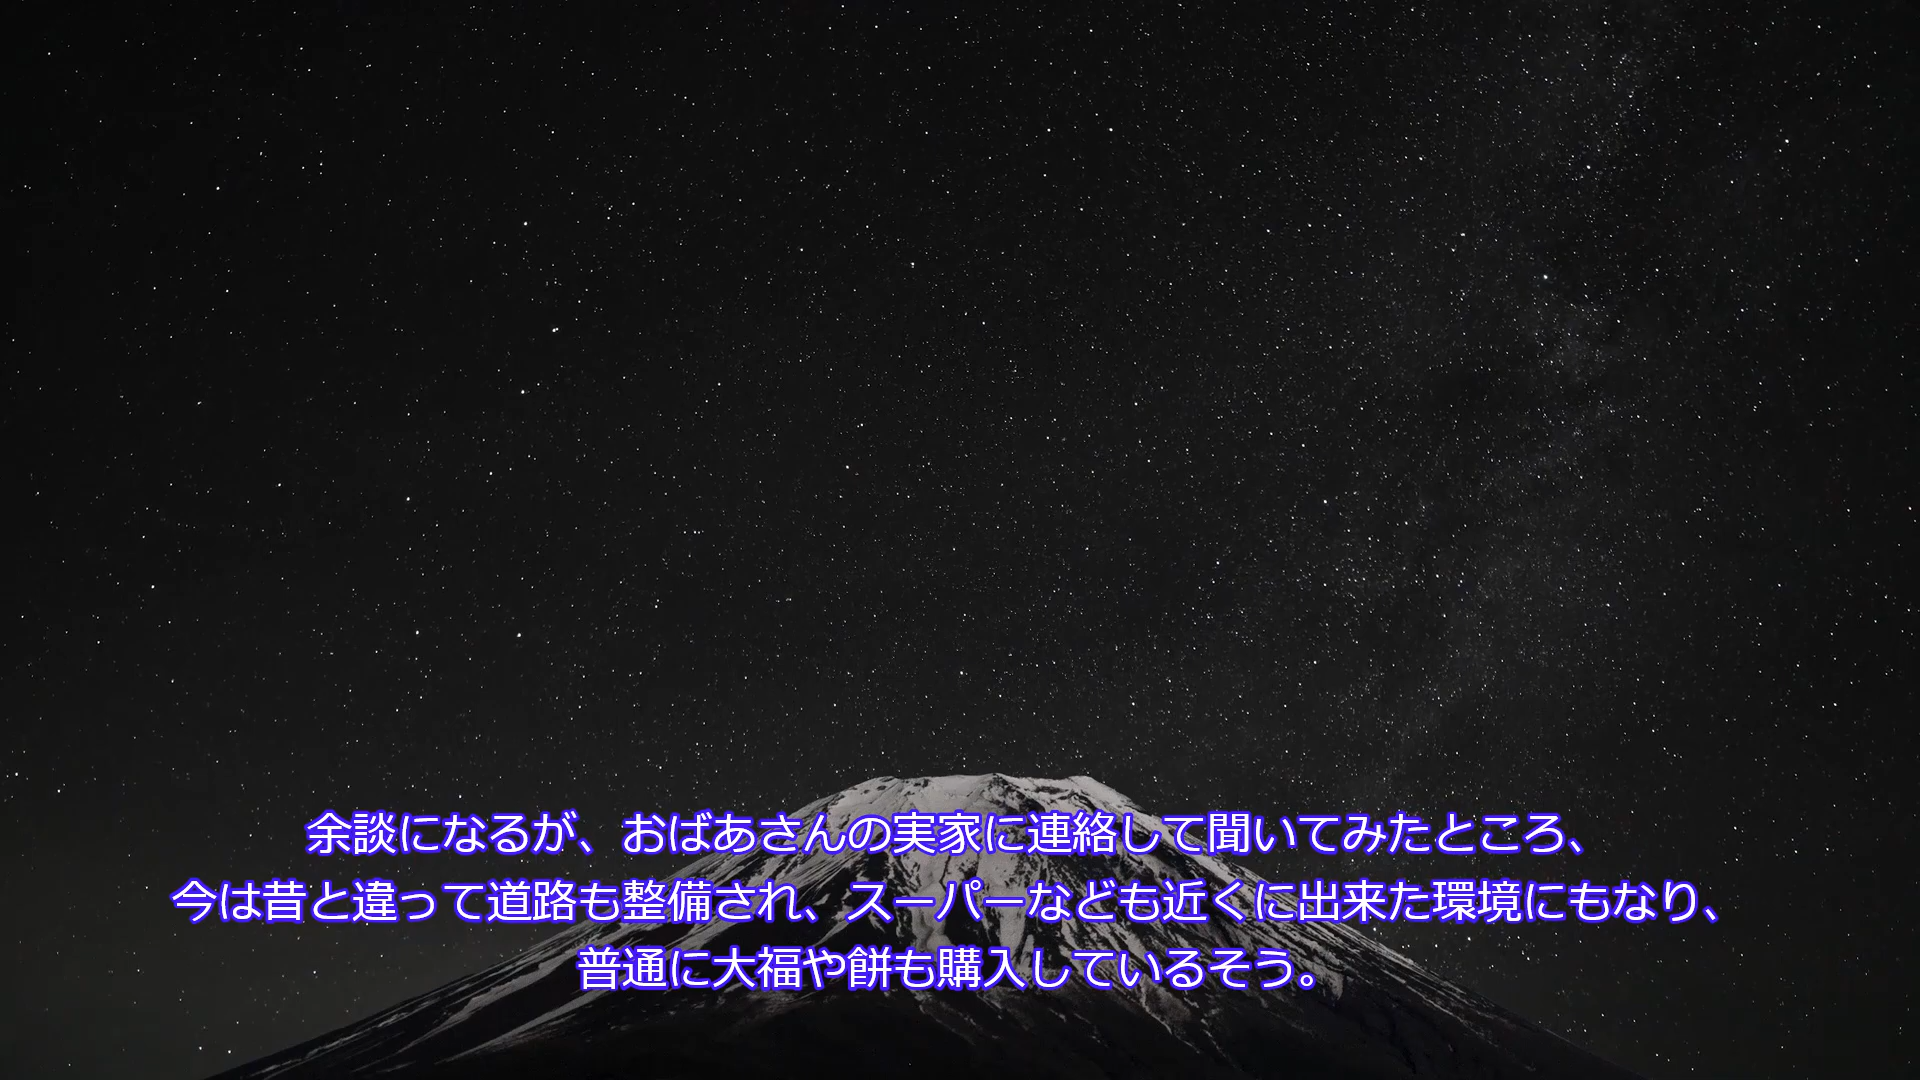 余談になるが、おばあさんの実家に連絡して聞いてみたところ、
今は昔と違って道路も整備され、スーパーなども近くに出来た環境にもなり、
普通に大福や餅も購入しているそう。